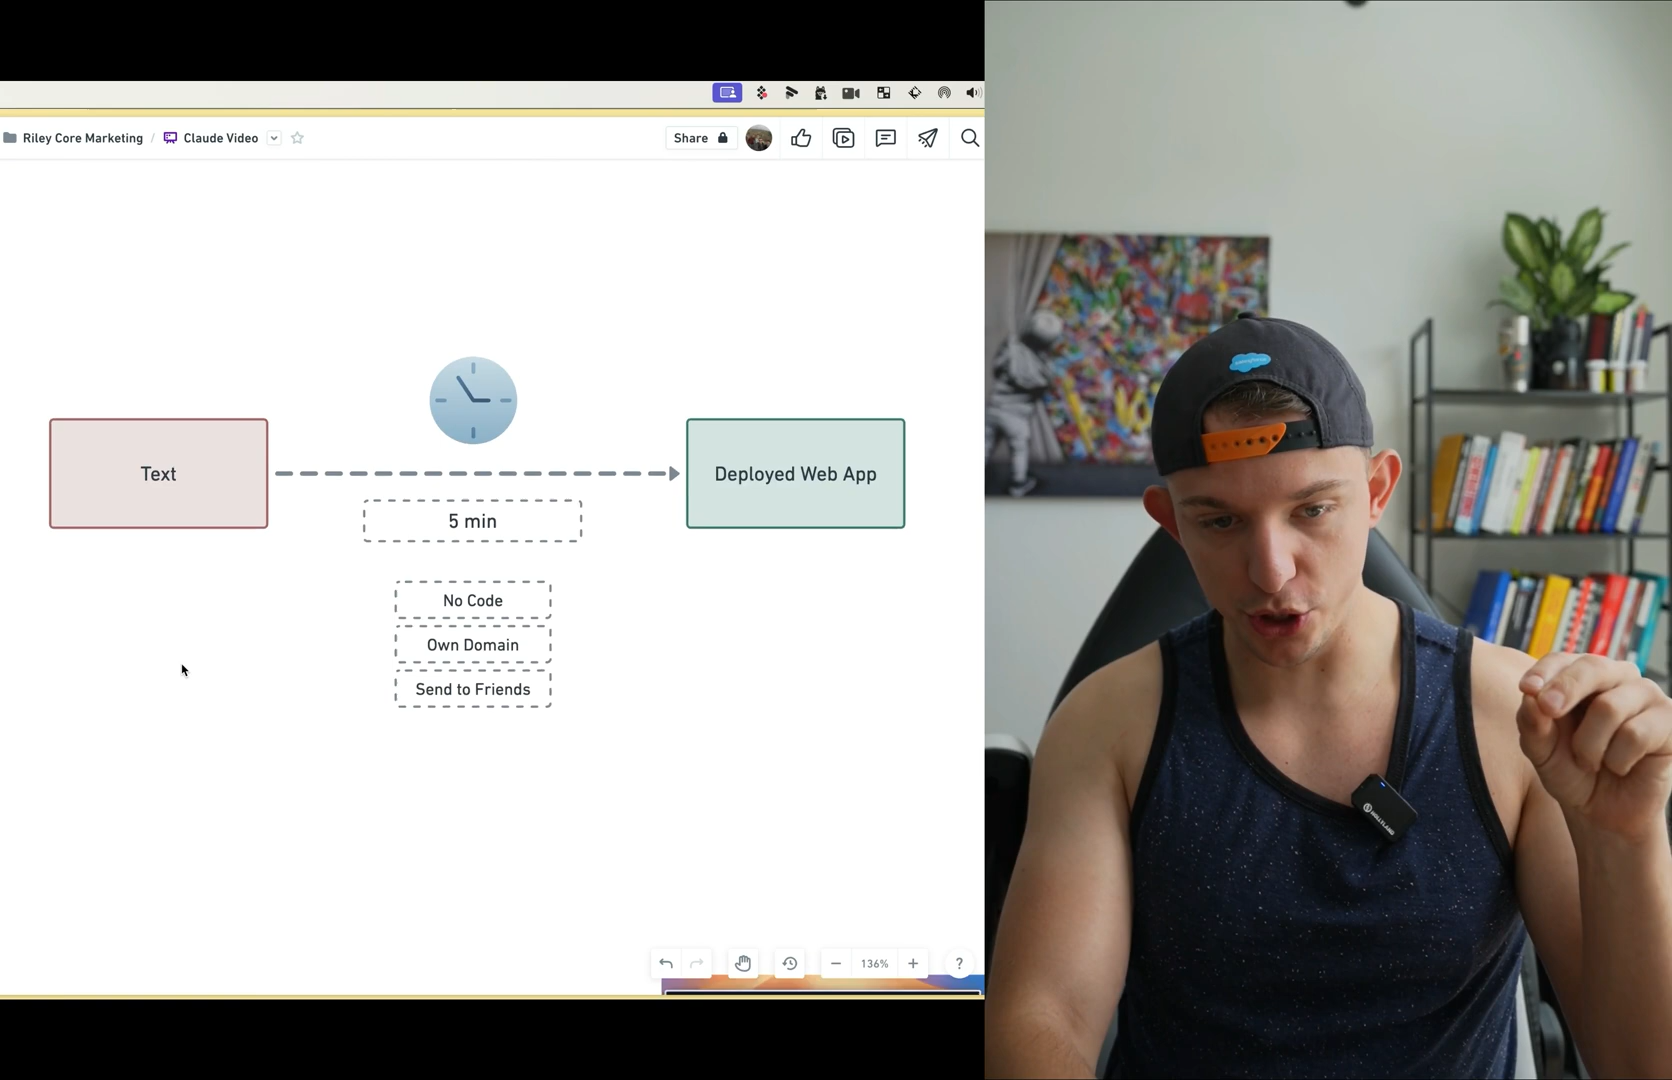 Riley Core Marketing / Claude Video
Share
Text
5 min
Deployed Web App
No Code
Own Domain
Send to Friends
136%
?
HOLLYLAND